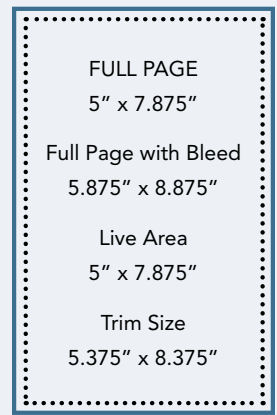 FULL PAGE
5” x 7.875”
Full Page with Bleed
5.875” x 8.875”
Live Area
5” x 7.875”
Trim Size
5.375” x 8.375”